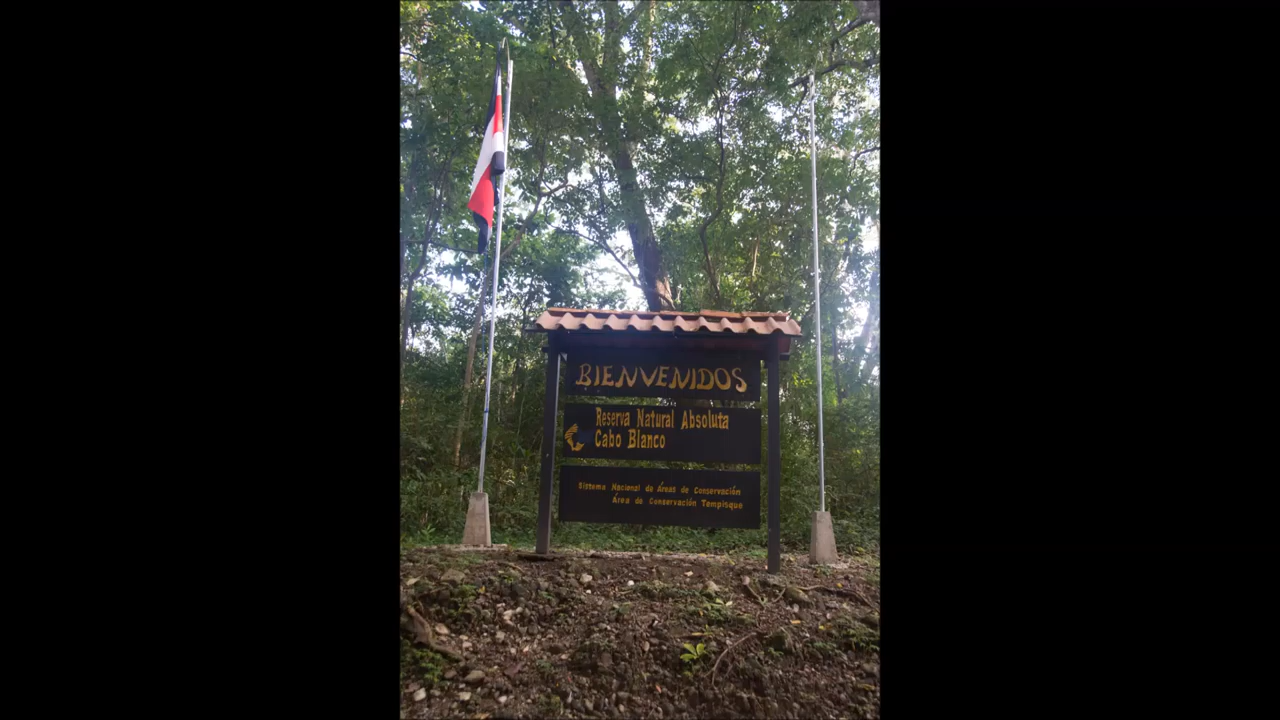 BIENVENIDOS
Reserva Natural Absoluta
Cabo Blanco
Sistema Nacional de Áreas de Conservación
Área de Conservación Tempisque